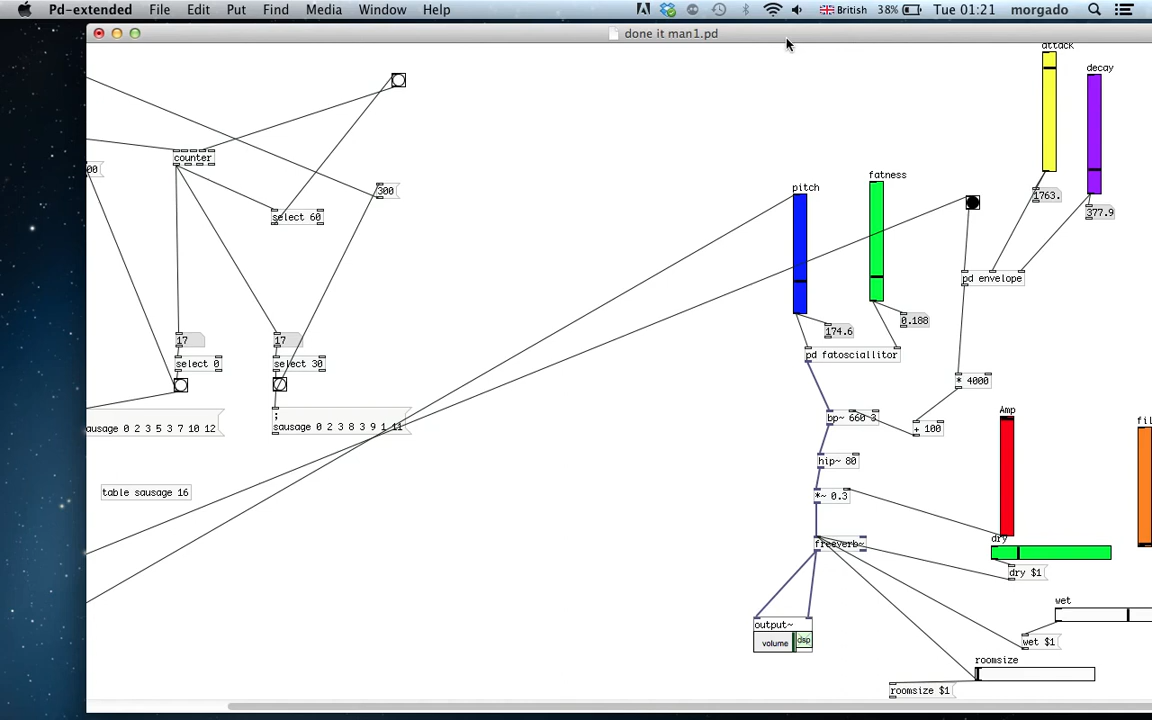 Pd-extended File Edit Put Find Media Window Help British 38% Tue 01:21 morgado
done it man1.pd
attack
decay
counter
00
300
select 60
pitch
fatness
1763.
377.9
pd envelope
17
17
174.6
0.188
select 0
select 30
pd fatosciallitor
* 4000
;
sausage 0 2 3 5 3 7 10 12
sausage 0 2 3 8 3 9 1 11
bp~ 660 3
+ 100
Amp
fil
hip~ 80
table sausage 16
*~ 0.3
freeverb~
dry
dry $1
wet
output~
volume
dsp
wet $1
roomsize
roomsize $1